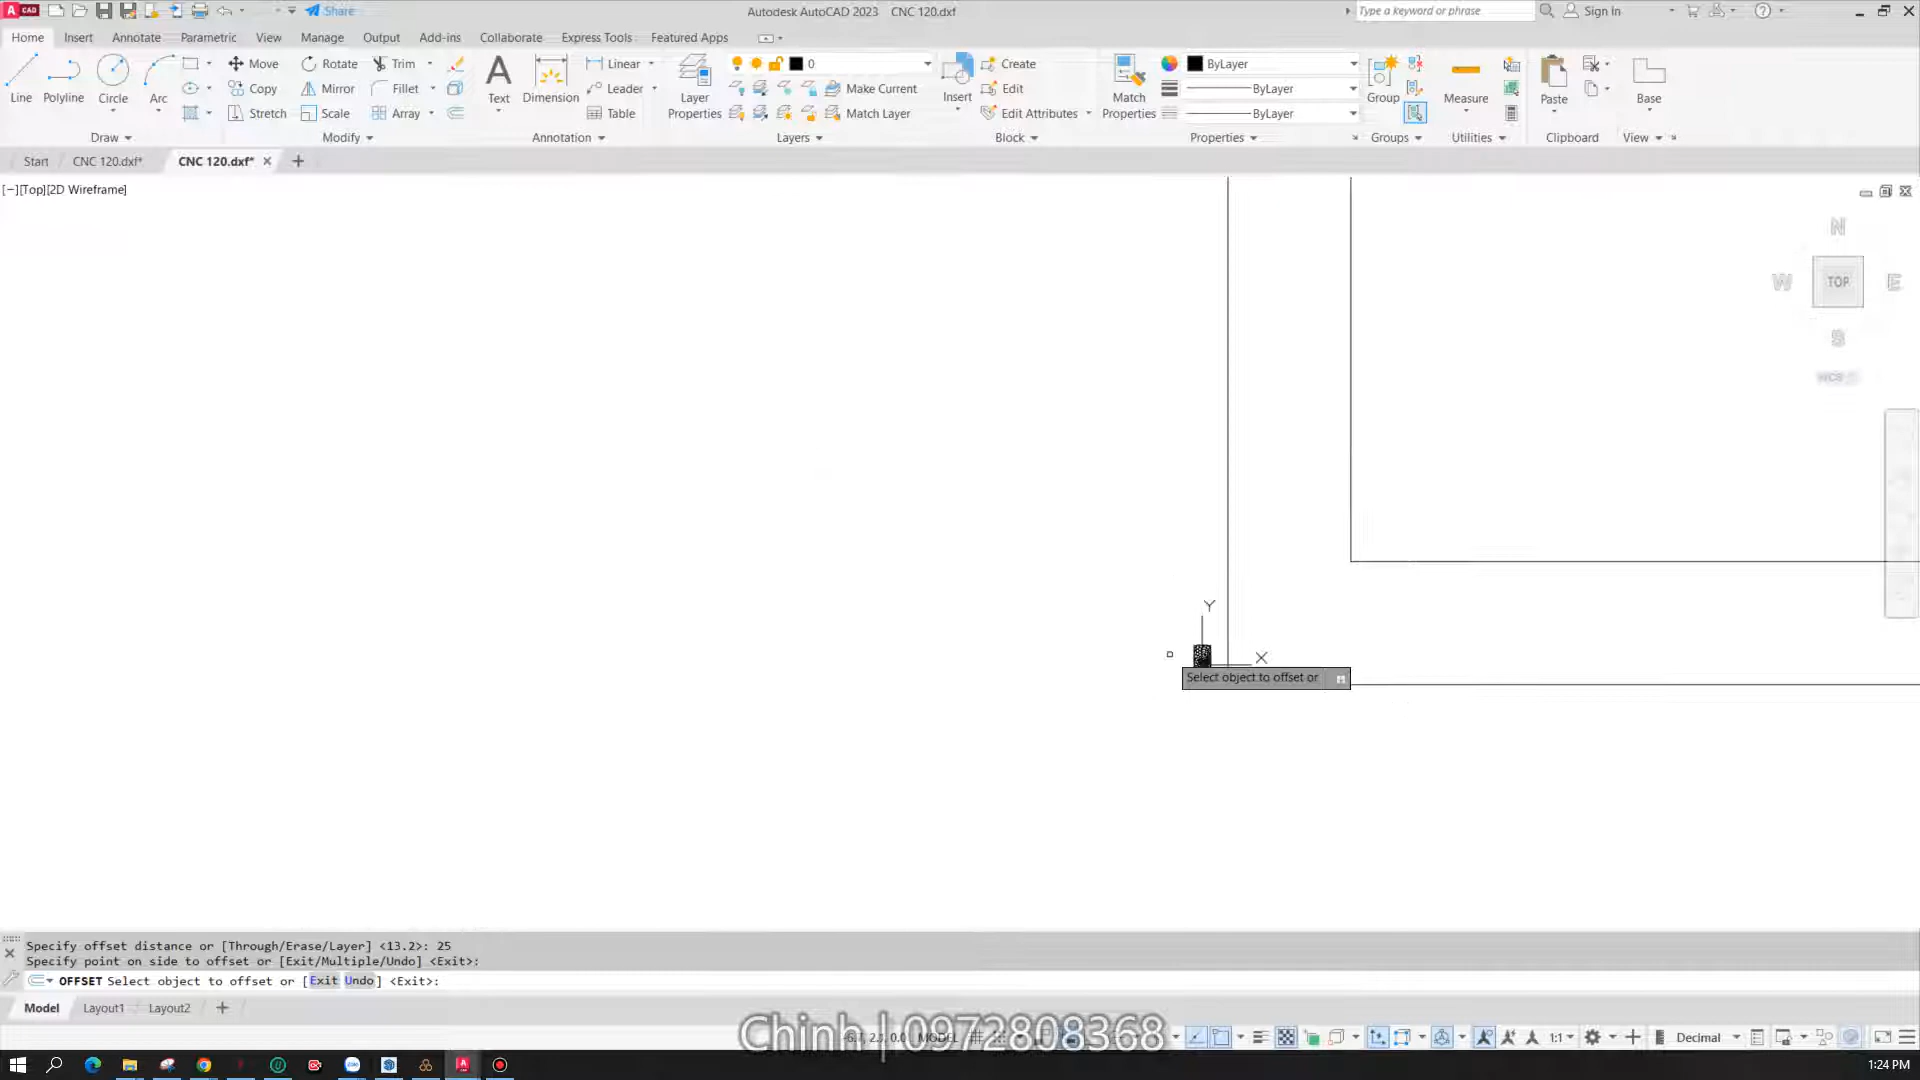 A CAD Share Autodesk AutoCAD 2023 CNC 120.dxf Type a keyword or phrase Sign In
Home Insert Annotate Parametric View Manage Output Add-ins Collaborate Express Tools Featured Apps
Move Rotate Trim Linear 0 Create ByLayer
Copy Mirror Fillet Leader Make Current Edit ByLayer
Line Polyline Circle Arc Text Dimension Layer Properties Insert Match Properties Group Measure Paste Base
Stretch Scale Array Table Match Layer Edit Attributes ByLayer
Draw Modify Annotation Layers Block Properties Groups Utilities Clipboard View
Start CNC 120.dxf* CNC 120.dxf*
[−][Top][2D Wireframe]
N
W TOP E
S
WCS
Y
X
Select object to offset or
Specify offset distance or [Through/Erase/Layer] <13.2>: 25
Specify point on side to offset or [Exit/Multiple/Undo] <Exit>:
OFFSET Select object to offset or [Exit Undo] <Exit>:
Model Layout1 Layout2
Chinh | 0972808368
MODEL 1:1 Decimal
1:24 PM